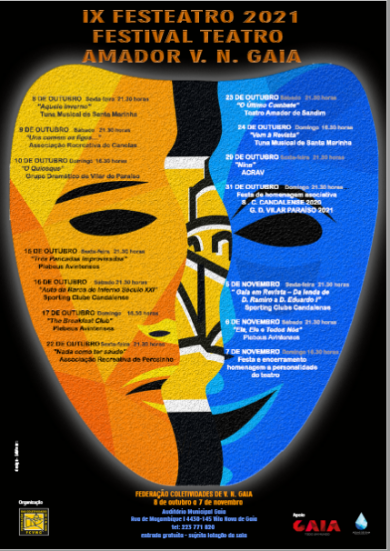 IX FESTEATRO 2021
FESTIVAL TEATRO
AMADOR V. N. GAIA
8 DE OUTUBRO Sexta-feira 21.30 horas
"Aquele Inverno"
Tuna Musical de Santa Marinha
9 DE OUTUBRO Sábado 21.30 horas
Associação Recreativa de Canelas
10 DE OUTUBRO Domingo 16.30 horas
"O Quiosque"
Grupo Dramático de Vilar do Paraíso
15 DE OUTUBRO Sexta-feira 21.30 horas
"Três Pancadas Improvisadas"
Plebeus Avintenses
16 DE OUTUBRO Sábado 21.30 horas
"Auto da Barca do Inferno Século XXI"
Sporting Clube Candalense
17 DE OUTUBRO Domingo 16.30 horas
"The Breakfast Club"
Plebeus Avintenses
22 DE OUTUBRO Sexta-feira 21.30 horas
"Nada como ter saúde"
Associação Recreativa de Perosinho
23 DE OUTUBRO Sábado 21.30 horas
"O Último Combate"
Teatro Amador de Sandim
24 DE OUTUBRO Domingo 16.30 horas
"Vem à Revista"
Tuna Musical de Santa Marinha
29 DE OUTUBRO Sexta-feira 21.30 horas
"Nina"
ACRAV
31 DE OUTUBRO Domingo 21.30 horas
Festa de homenagem associativa
S. C. CANDALENSE 2020
G. D. VILAR PARAÍSO 2021
5 DE NOVEMBRO Sexta-feira 21.30 horas
" Gaia em Revista - Da lenda de
D. Ramiro a D. Eduardo I"
Sporting Clube Candalense
6 DE NOVEMBRO Sábado 21.30 horas
"Ela, Ele e Todos Nós"
Plebeus Avintenses
7 DE NOVEMBRO Domingo 16.30 horas
Festa e encerramento
homenagem a personalidade
do teatro
Organização
FCVNG
FEDERAÇÃO COLETIVIDADES DE V. N. GAIA
8 de outubro a 7 de novembro
Auditório Municipal Gaia
Rua de Moçambique I 4430-145 Vila Nova de Gaia
Tel: 223 771 820
entrada gratuita - sujeito lotação da sala
Apoio:
GAIA